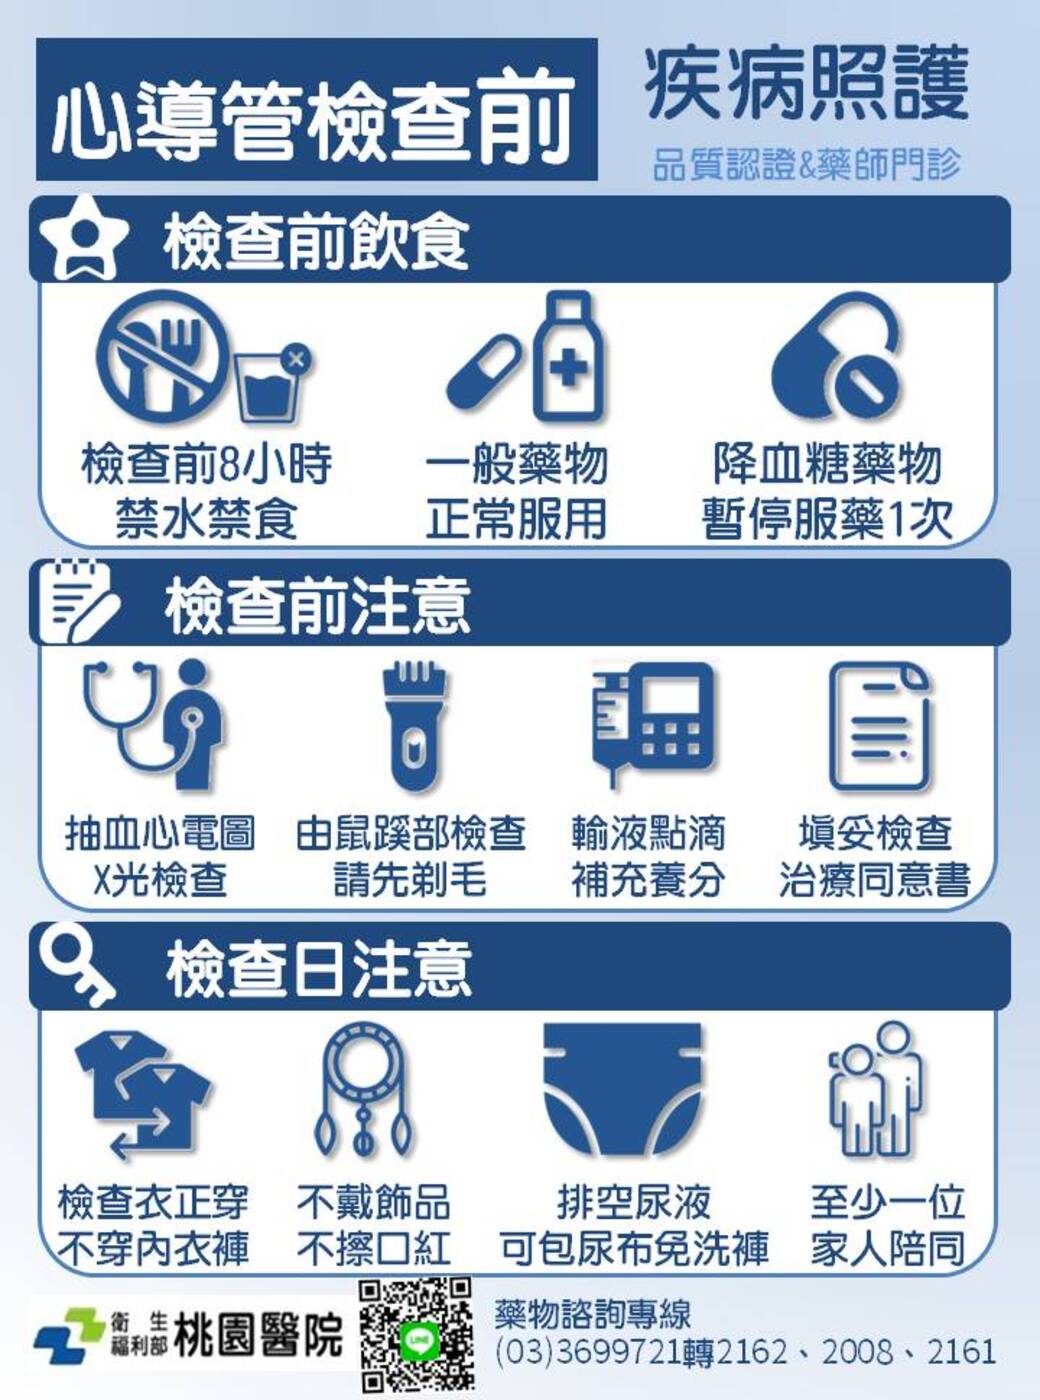 心導管檢查前
疾病照護
品質認證&藥師門診
檢查前飲食
檢查前8小時
禁水禁食
一般藥物
正常服用
降血糖藥物
暫停服藥1次
檢查前注意
抽血心電圖
X光檢查
由鼠蹊部檢查
請先剃毛
輸液點滴
補充養分
填妥檢查
治療同意書
檢查日注意
檢查衣正穿
不穿內衣褲
不戴飾品
不擦口紅
排空尿液
可包尿布免洗褲
至少一位
家人陪同
衛生
福利部
桃園醫院
LINE
藥物諮詢專線
(03)3699721轉2162、2008、2161